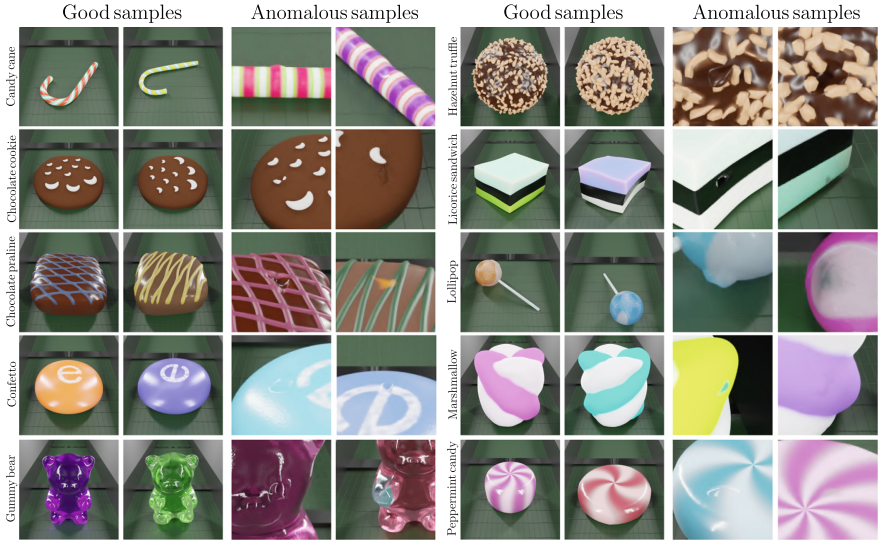 Good samples
Anomalous samples
Good samples
Anomalous samples
Candy cane
Hazelnut truffle
Chocolate cookie
Licorice sandwich
Chocolate praline
Lollipop
Confetto
e
e
e
Marshmallow
Gummy bear
Peppermint candy